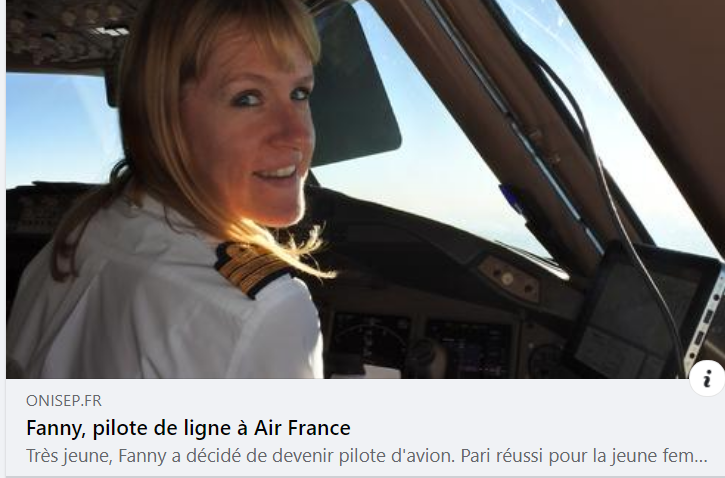 ONISEP.FR
Fanny, pilote de ligne à Air France
Très jeune, Fanny a décidé de devenir pilote d'avion. Pari réussi pour la jeune fem...